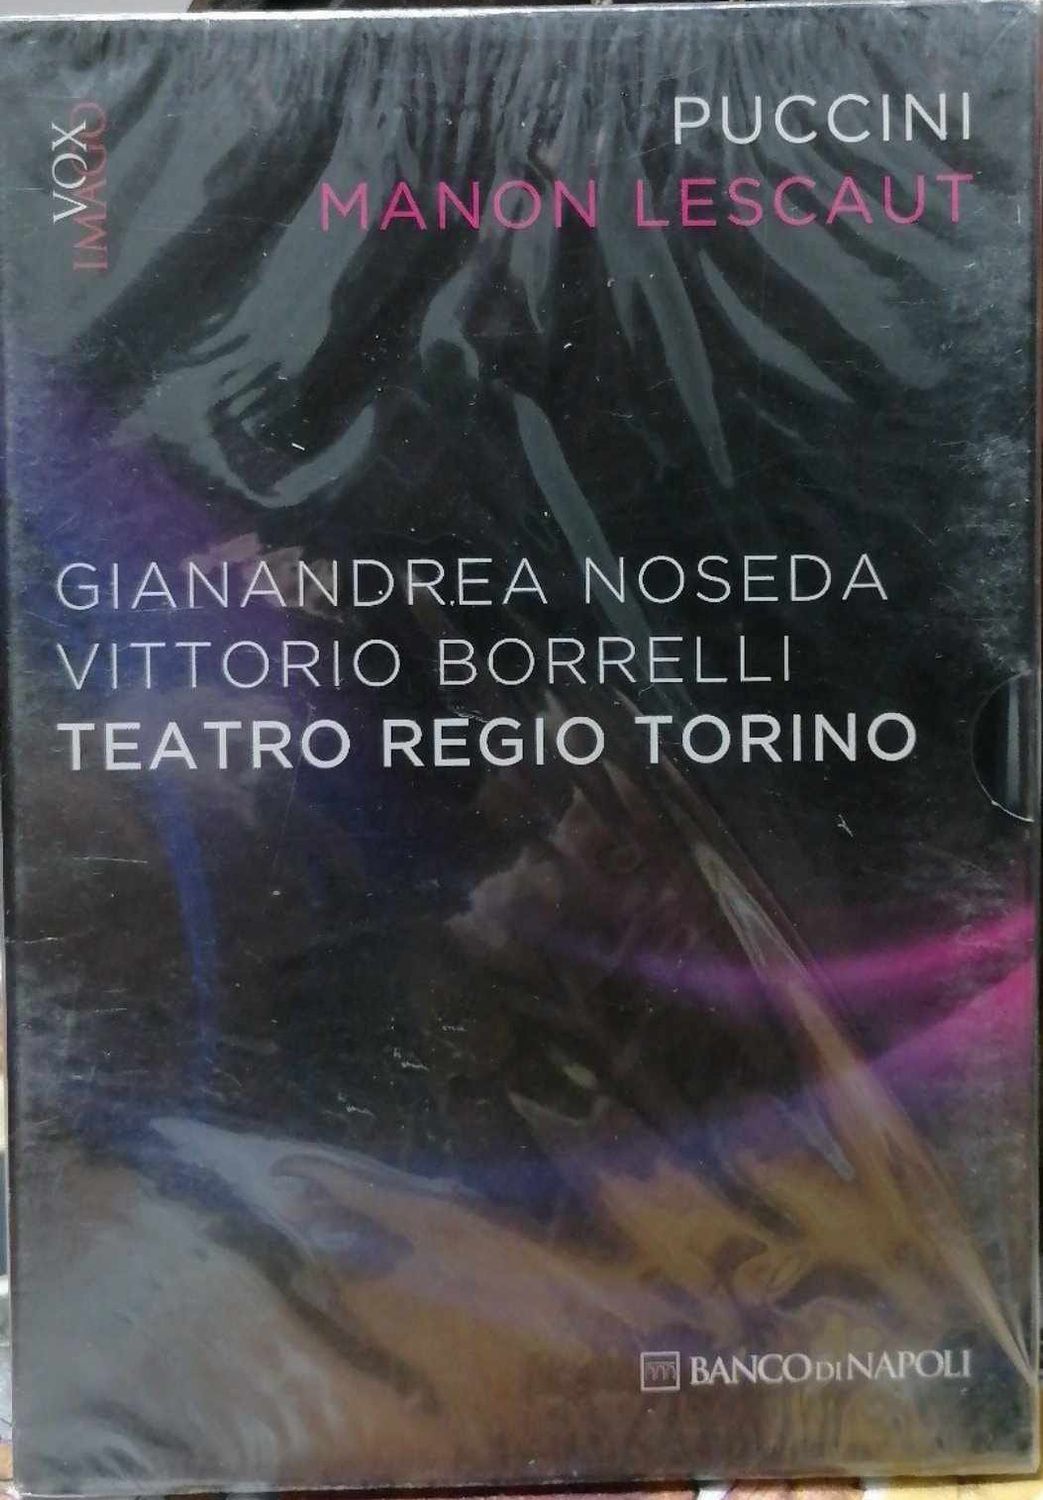 VOX
IMAGO
PUCCINI
MANON LESCAUT
GIANANDREA NOSEDA
VITTORIO BORRELLI
TEATRO REGIO TORINO
BANCO DI NAPOLI